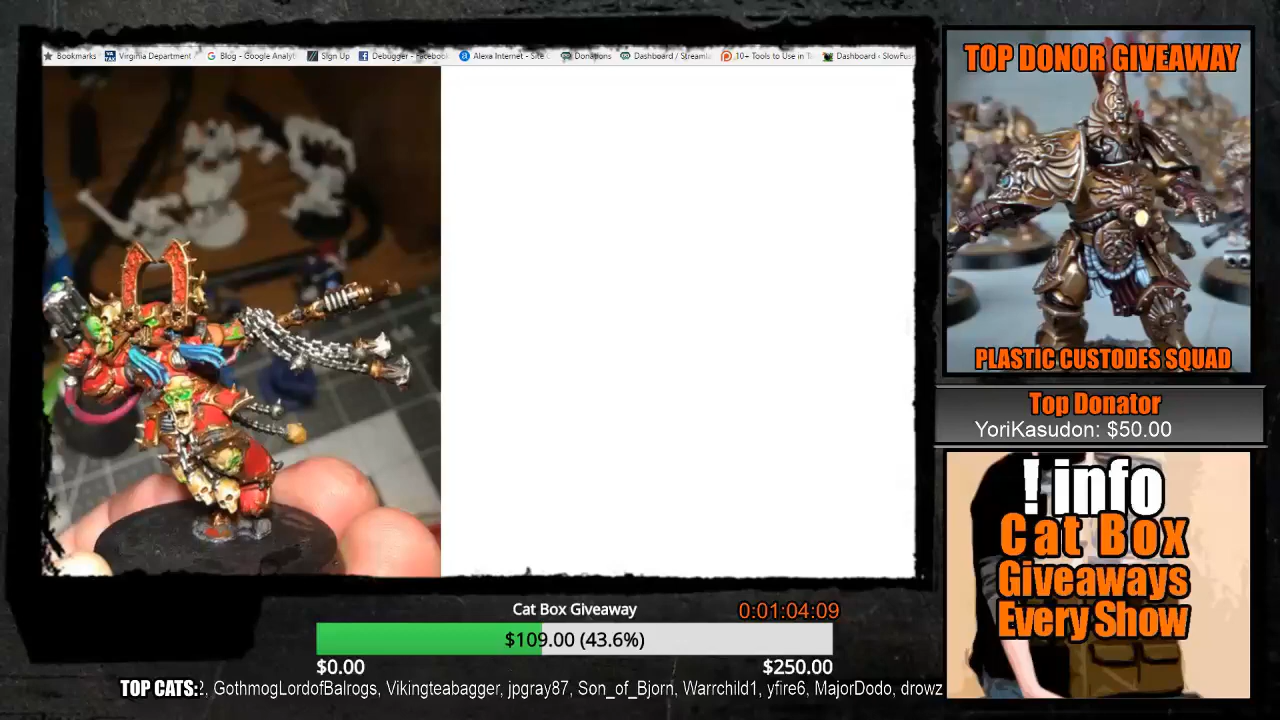 Bookmarks Virginia Department Blog - Google Analyt Sign Up Debugger - Facebook Alexa Internet - Site Donations Dashboard / Streamla 10+ Tools to Use in Dashboard ‹ SlowFus
TOP DONOR GIVEAWAY
PLASTIC CUSTODES SQUAD
Top Donator
YoriKasudon: $50.00
! info
Cat Box
Giveaways
Every Show
Cat Box Giveaway 0:01:04:09
$109.00 (43.6%)
$0.00 $250.00
TOP CATS: 2, GothmogLordofBalrogs, Vikingteabagger, jpgray87, Son_of_Bjorn, Warrchild1, yfire6, MajorDodo, drowz